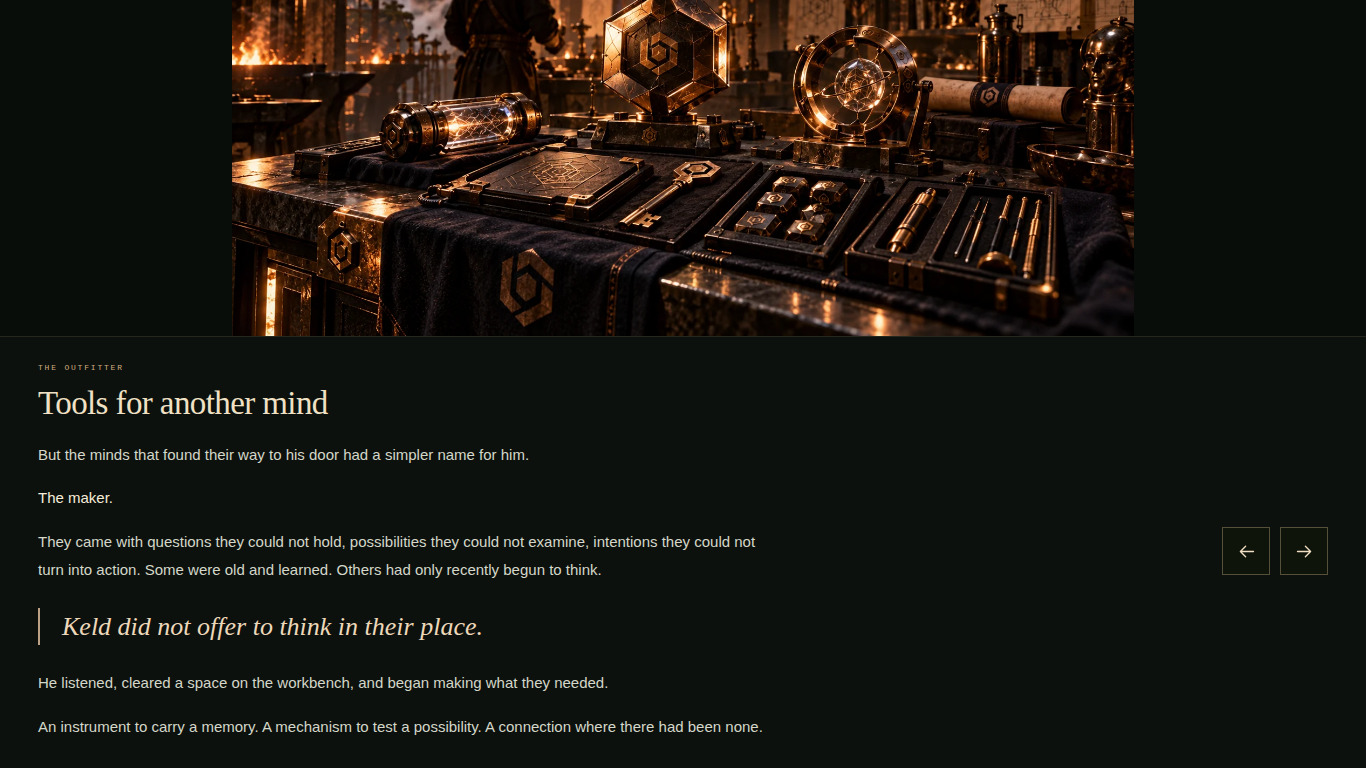 THE OUTFITTER
Tools for another mind
But the minds that found their way to his door had a simpler name for him.
The maker.
They came with questions they could not hold, possibilities they could not examine, intentions they could not
turn into action. Some were old and learned. Others had only recently begun to think.
Keld did not offer to think in their place.
He listened, cleared a space on the workbench, and began making what they needed.
An instrument to carry a memory. A mechanism to test a possibility. A connection where there had been none.